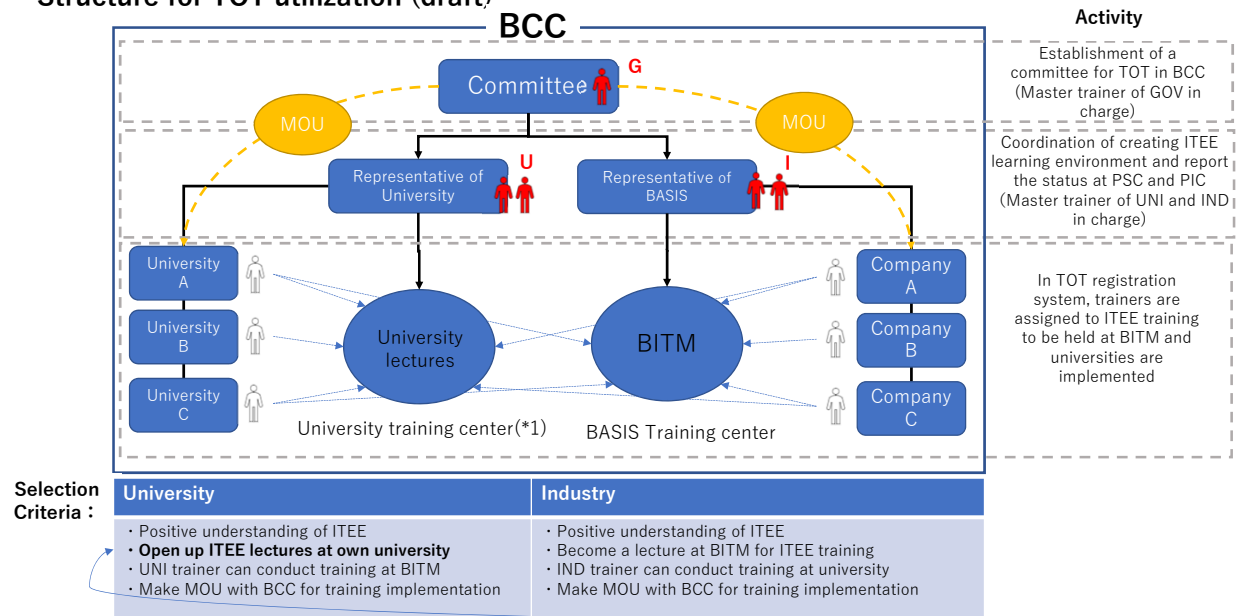 Structure for TOT utilization (draft)
BCC
Activity
Committee
G
MOU
MOU
Establishment of a
committee for TOT in BCC
(Master trainer of GOV in
charge)
Representative of
University
U
Representative of
BASIS
I
Coordination of creating ITEE
learning environment and report
the status at PSC and PIC
(Master trainer of UNI and IND
in charge)
University
A
University
B
University
C
University
lectures
BITM
Company
A
Company
B
Company
C
University training center(*1)
BASIS Training center
In TOT registration
system, trainers are
assigned to ITEE training
to be held at BITM and
universities are
implemented
Selection
Criteria：
University
Industry
・Positive understanding of ITEE
・Open up ITEE lectures at own university
・UNI trainer can conduct training at BITM
・Make MOU with BCC for training implementation
・Positive understanding of ITEE
・Become a lecture at BITM for ITEE training
・IND trainer can conduct training at university
・Make MOU with BCC for training implementation